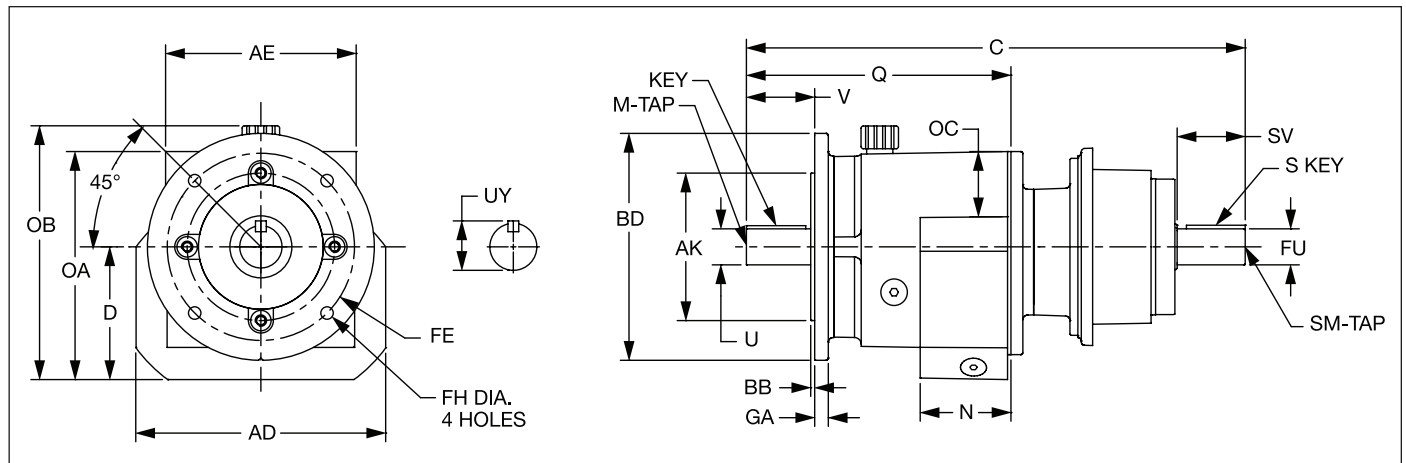 AE
45°
OB
OA
D
UY
FE
FH DIA.
4 HOLES
AD
C
Q
KEY
V
M-TAP
OC
SV
S KEY
BD
AK
FU
U
SM-TAP
BB
GA
N